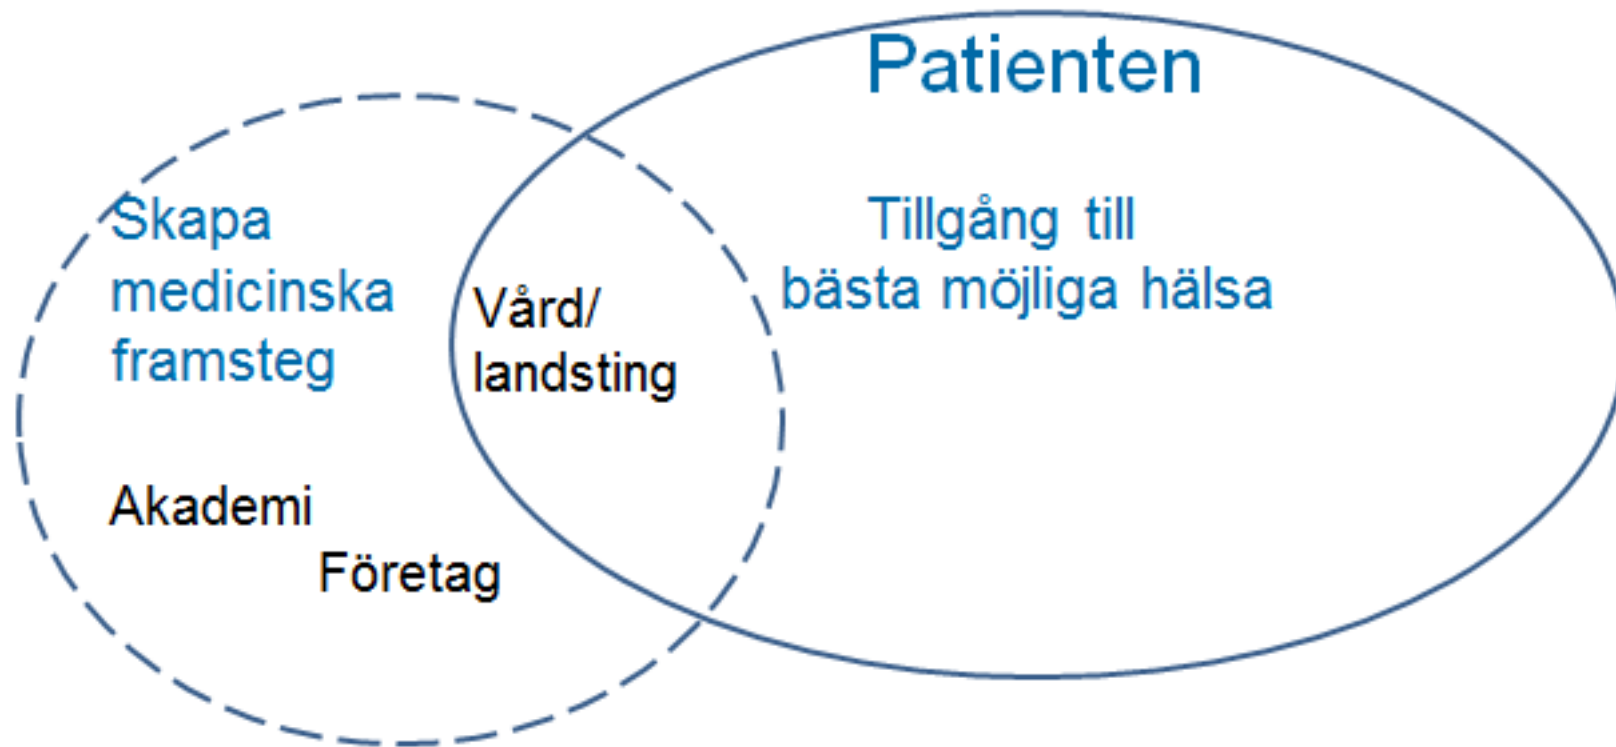 Patienten
Skapa
medicinska
framsteg
Vård/
landsting
Tillgång till
bästa möjliga hälsa
Akademi
Företag